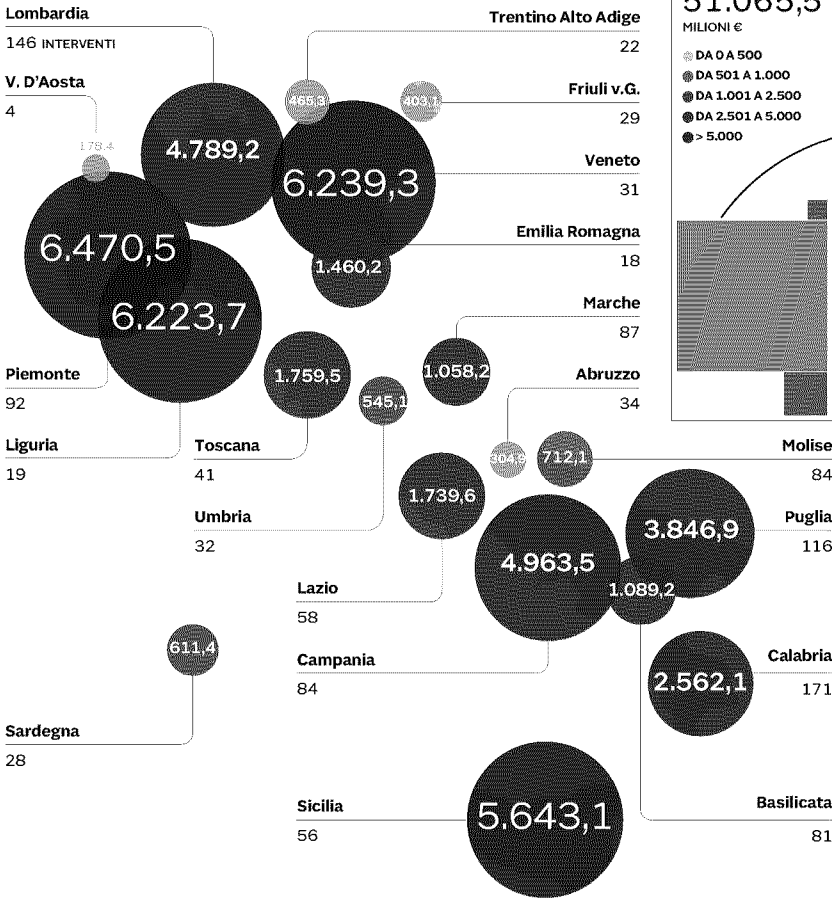 Lombardia
146 INTERVENTI
V. D'Aosta
4
178.4
4.789,2
465,3
403,1
6.239,3
1.460,2
6.470,5
6.223,7
Trentino Alto Adige
22
Friuli v.G.
29
Veneto
31
Emilia Romagna
18
Marche
87
Abruzzo
34
51.065,5
MILIONI €
DA 0 A 500
DA 501 A 1.000
DA 1.001 A 2.500
DA 2.501 A 5.000
> 5.000
Piemonte
92
Liguria
19
1.759,5
545,1
1.058,2
Toscana
41
Umbria
32
304,9
712,1
Molise
84
1.739,6
4.963,5
3.846,9
1.089,2
Puglia
116
Lazio
58
Campania
84
611,4
Sardegna
28
2.562,1
Calabria
171
Sicilia
56
5.643,1
Basilicata
81